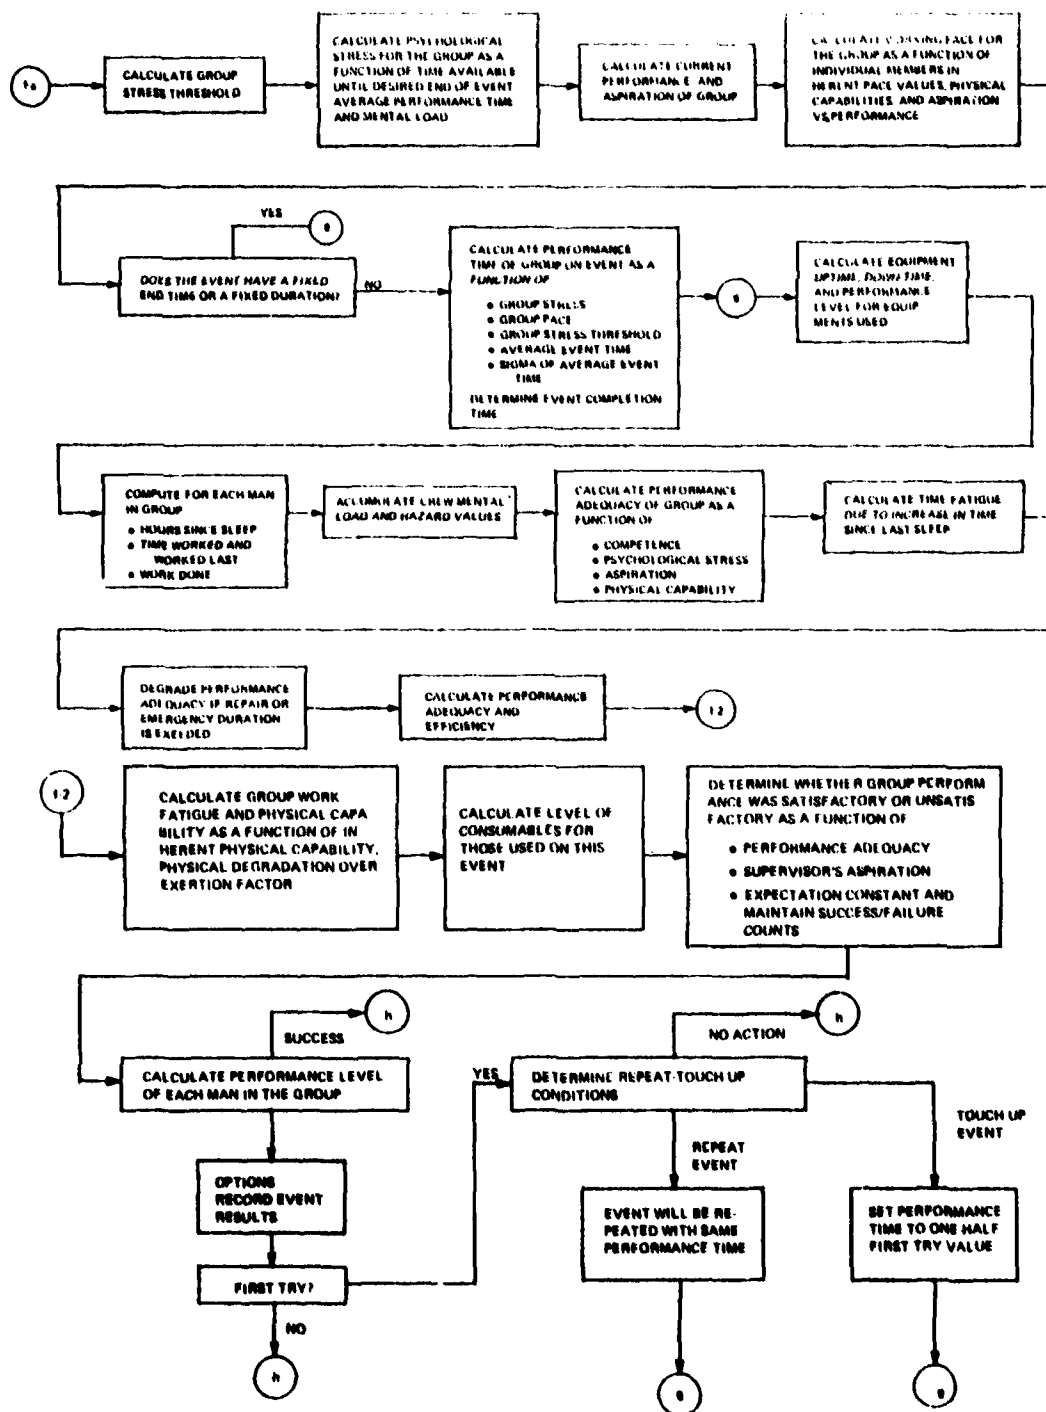 CALCULATE GROUP
STRESS THRESHOLD
CALCULATE PSYCHOLOGICAL
STRESS FOR THE GROUP AS A
FUNCTION OF TIME AVAILABLE
UNTIL DESIRED END OF EVENT
AVERAGE PERFORMANCE TIME
AND MENTAL LOAD
CALCULATE CURRENT
PERFORMANCE AND
ASPIRATION OF GROUP
CALCULATE WORKING PACE FOR
THE GROUP AS A FUNCTION OF
INDIVIDUAL MEMBERS IN
HERENT PACE VALUES, PHYSICAL
CAPABILITIES, AND ASPIRATION
VS, PERFORMANCE
YES
DOES THE EVENT HAVE A FIXED
END TIME OR A FIXED DURATION?
NO
CALCULATE PERFORMANCE
TIME OF GROUP ON EVENT AS A
FUNCTION OF
• GROUP STRESS
• GROUP PACE
• GROUP STRESS THRESHOLD
• AVERAGE EVENT TIME
• SIGMA OF AVERAGE EVENT
TIME
DETERMINE EVENT COMPLETION
TIME
CALCULATE EQUIPMENT
UPTIME, DOWNTIME,
AND PERFORMANCE
LEVEL FOR EQUIP
MENTS USED
COMPUTE FOR EACH MAN
IN GROUP
• HOURS SINCE SLEEP
• TIME WORKED AND
WORKED LAST
• WORK DONE
ACCUMULATE CREW MENTAL
LOAD AND HAZARD VALUES
CALCULATE PERFORMANCE
ADEQUACY OF GROUP AS A
FUNCTION OF
• COMPETENCE
• PSYCHOLOGICAL STRESS
• ASPIRATION
• PHYSICAL CAPABILITY
CALCULATE TIME FATIGUE
DUE TO INCREASE IN TIME
SINCE LAST SLEEP
DEGRADE PERFORMANCE
ADEQUACY IF REPAIR OR
EMERGENCY DURATION
IS EXEEDED
CALCULATE PERFORMANCE
ADEQUACY AND
EFFICIENCY
f2
f2
CALCULATE GROUP WORK
FATIGUE AND PHYSICAL CAPA
BILITY AS A FUNCTION OF IN
HERENT PHYSICAL CAPABILITY,
PHYSICAL DEGRADATION OVER
EXERTION FACTOR
CALCULATE LEVEL OF
CONSUMABLES FOR
THOSE USED ON THIS
EVENT
DETERMINE WHETHER GROUP PERFORM
ANCE WAS SATISFACTORY OR UNSATIS
FACTORY AS A FUNCTION OF
• PERFORMANCE ADEQUACY
• SUPERVISOR'S ASPIRATION
• EXPECTATION CONSTANT AND
MAINTAIN SUCCESS/FAILURE
COUNTS
h
SUCCESS
CALCULATE PERFORMANCE LEVEL
OF EACH MAN IN THE GROUP
OPTIONS
RECORD EVENT
RESULTS
FIRST TRY?
NO
h
YES
h
NO ACTION
DETERMINE REPEAT-TOUCH UP
CONDITIONS
REPEAT
EVENT
EVENT WILL BE RE-
PEATED WITH SAME
PERFORMANCE TIME
TOUCH UP
EVENT
SET PERFORMANCE
TIME TO ONE HALF
FIRST TRY VALUE
g